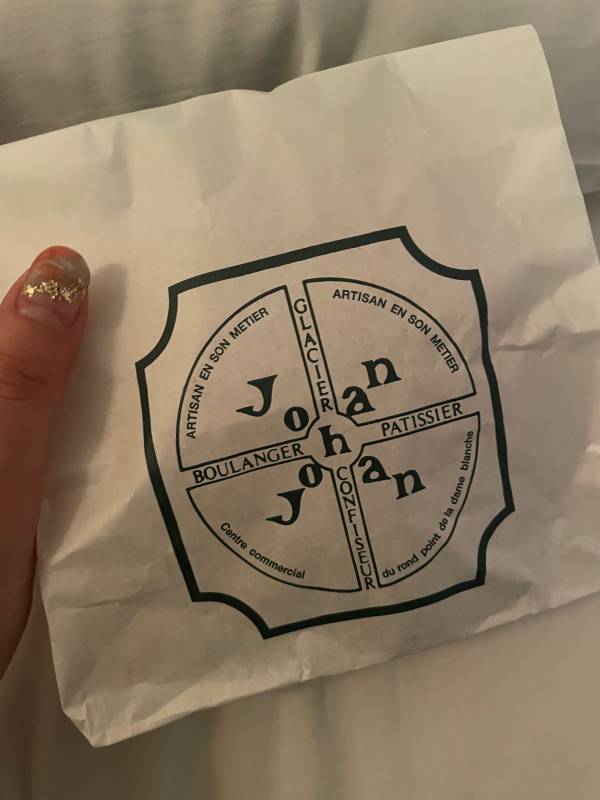 ARTISAN EN SON METIER
GLACIER
ARTISAN EN SON METIER
Johan
BOULANGER
PATISSIER
Johan
CONFISEUR
Centre commercial
du rond point de la dame blanche